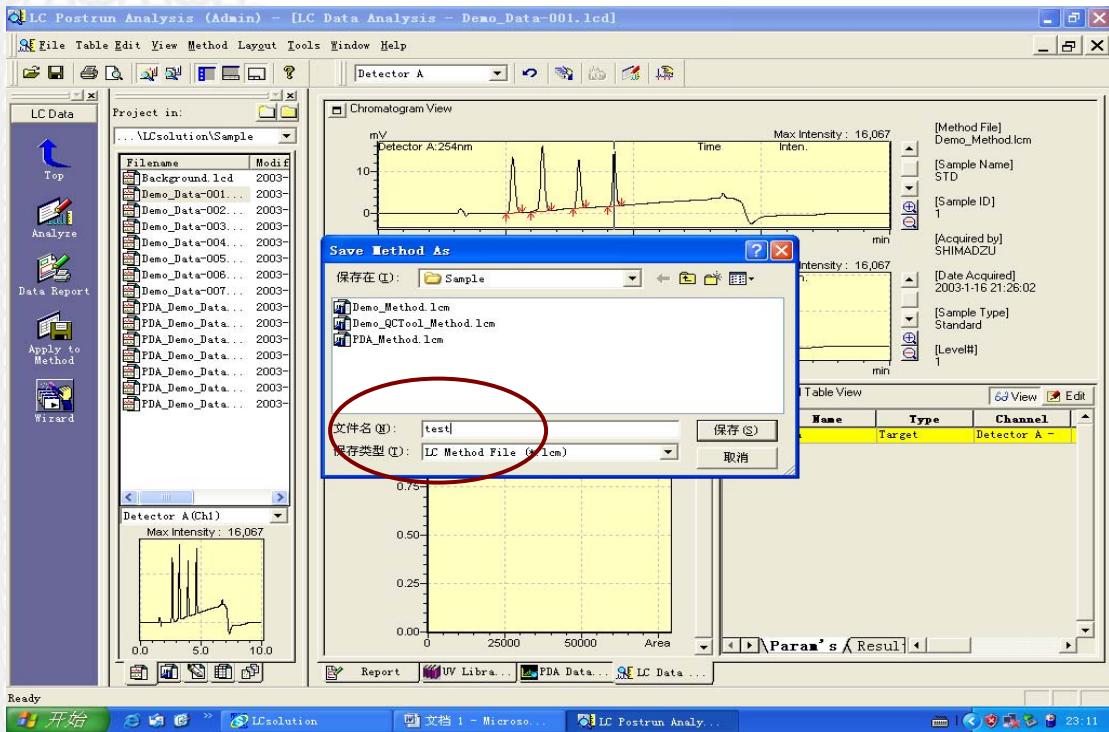 LC Postrun Analysis (Admin) - [LC Data Analysis - Demo_Data-001.lcd]
File Table Edit View Method Layout Tools Window Help
Detector A
LC Data
Top
Analyze
Data Report
Apply to
Method
Wizard
Project in:
...\LCsolution\Sample
Filename Modif
Background.lcd 2003-
Demo_Data-001... 2003-
Demo_Data-002... 2003-
Demo_Data-003... 2003-
Demo_Data-004... 2003-
Demo_Data-005... 2003-
Demo_Data-006... 2003-
Demo_Data-007... 2003-
PDA_Demo_Data... 2003-
PDA_Demo_Data... 2003-
PDA_Demo_Data... 2003-
PDA_Demo_Data... 2003-
PDA_Demo_Data... 2003-
PDA_Demo_Data... 2003-
PDA_Demo_Data... 2003-
Detector A(Ch1)
Max Intensity : 16,067
0.0 5.0 10.0
Chromatogram View
mV
Max Intensity : 16,067
Detector A:254nm Time Inten.
10
0
min
[Method File]
Demo_Method.lcm
[Sample Name]
STD
[Sample ID]
1
[Acquired by]
SHIMADZU
[Date Acquired]
2003-1-16 21:26:02
[Sample Type]
Standard
[Level#]
1
Intensity : 16,067
min
Save Method As
保存在(I): Sample
Demo_Method.lcm
Demo_QCTool_Method.lcm
PDA_Method.lcm
文件名(N): test
保存(S)
保存类型(T): LC Method File (*.lcm)
取消
Table View
View Edit
Name Type Channel
Target Detector A -
0.75
0.50
0.25
0.00
0 25000 50000 Area
Param's Resul
Report UV Libra... PDA Data... LC Data ...
Ready
开始
LCsolution
文档 1 - Microso...
LC Postrun Analy...
23:11